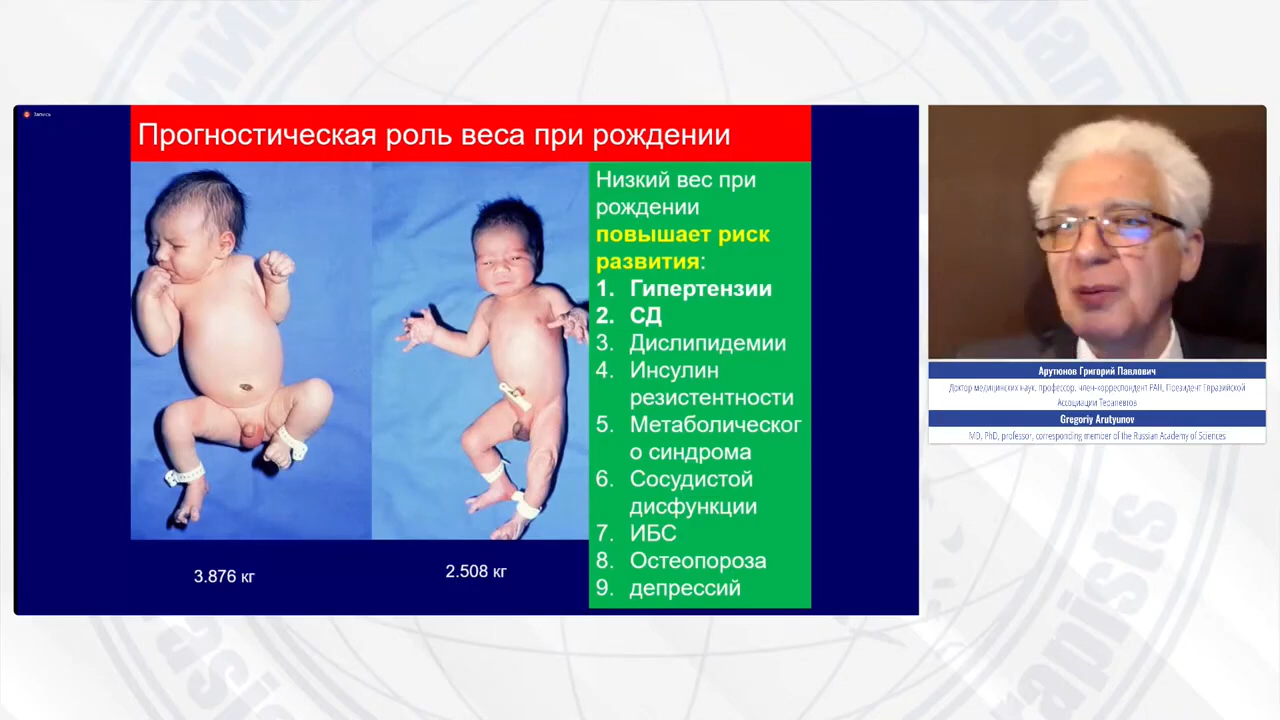 Запись
Прогностическая роль веса при рождении
Низкий вес при
рождении
повышает риск
развития:
1. Гипертензии
2. СД
3. Дислипидемии
4. Инсулин
резистентности
5. Метаболическог
о синдрома
6. Сосудистой
дисфункции
7. ИБС
8. Остеопороза
9. депрессий
3.876 кг
2.508 кг
Арутюнов Григорий Павлович
Доктор медицинских наук, профессор, член-корреспондент РАН, Президент Евразийской
Ассоциации Терапевтов
Gregoriy Arutyunov
MD, PhD, professor, corresponding member of the Russian Academy of Sciences